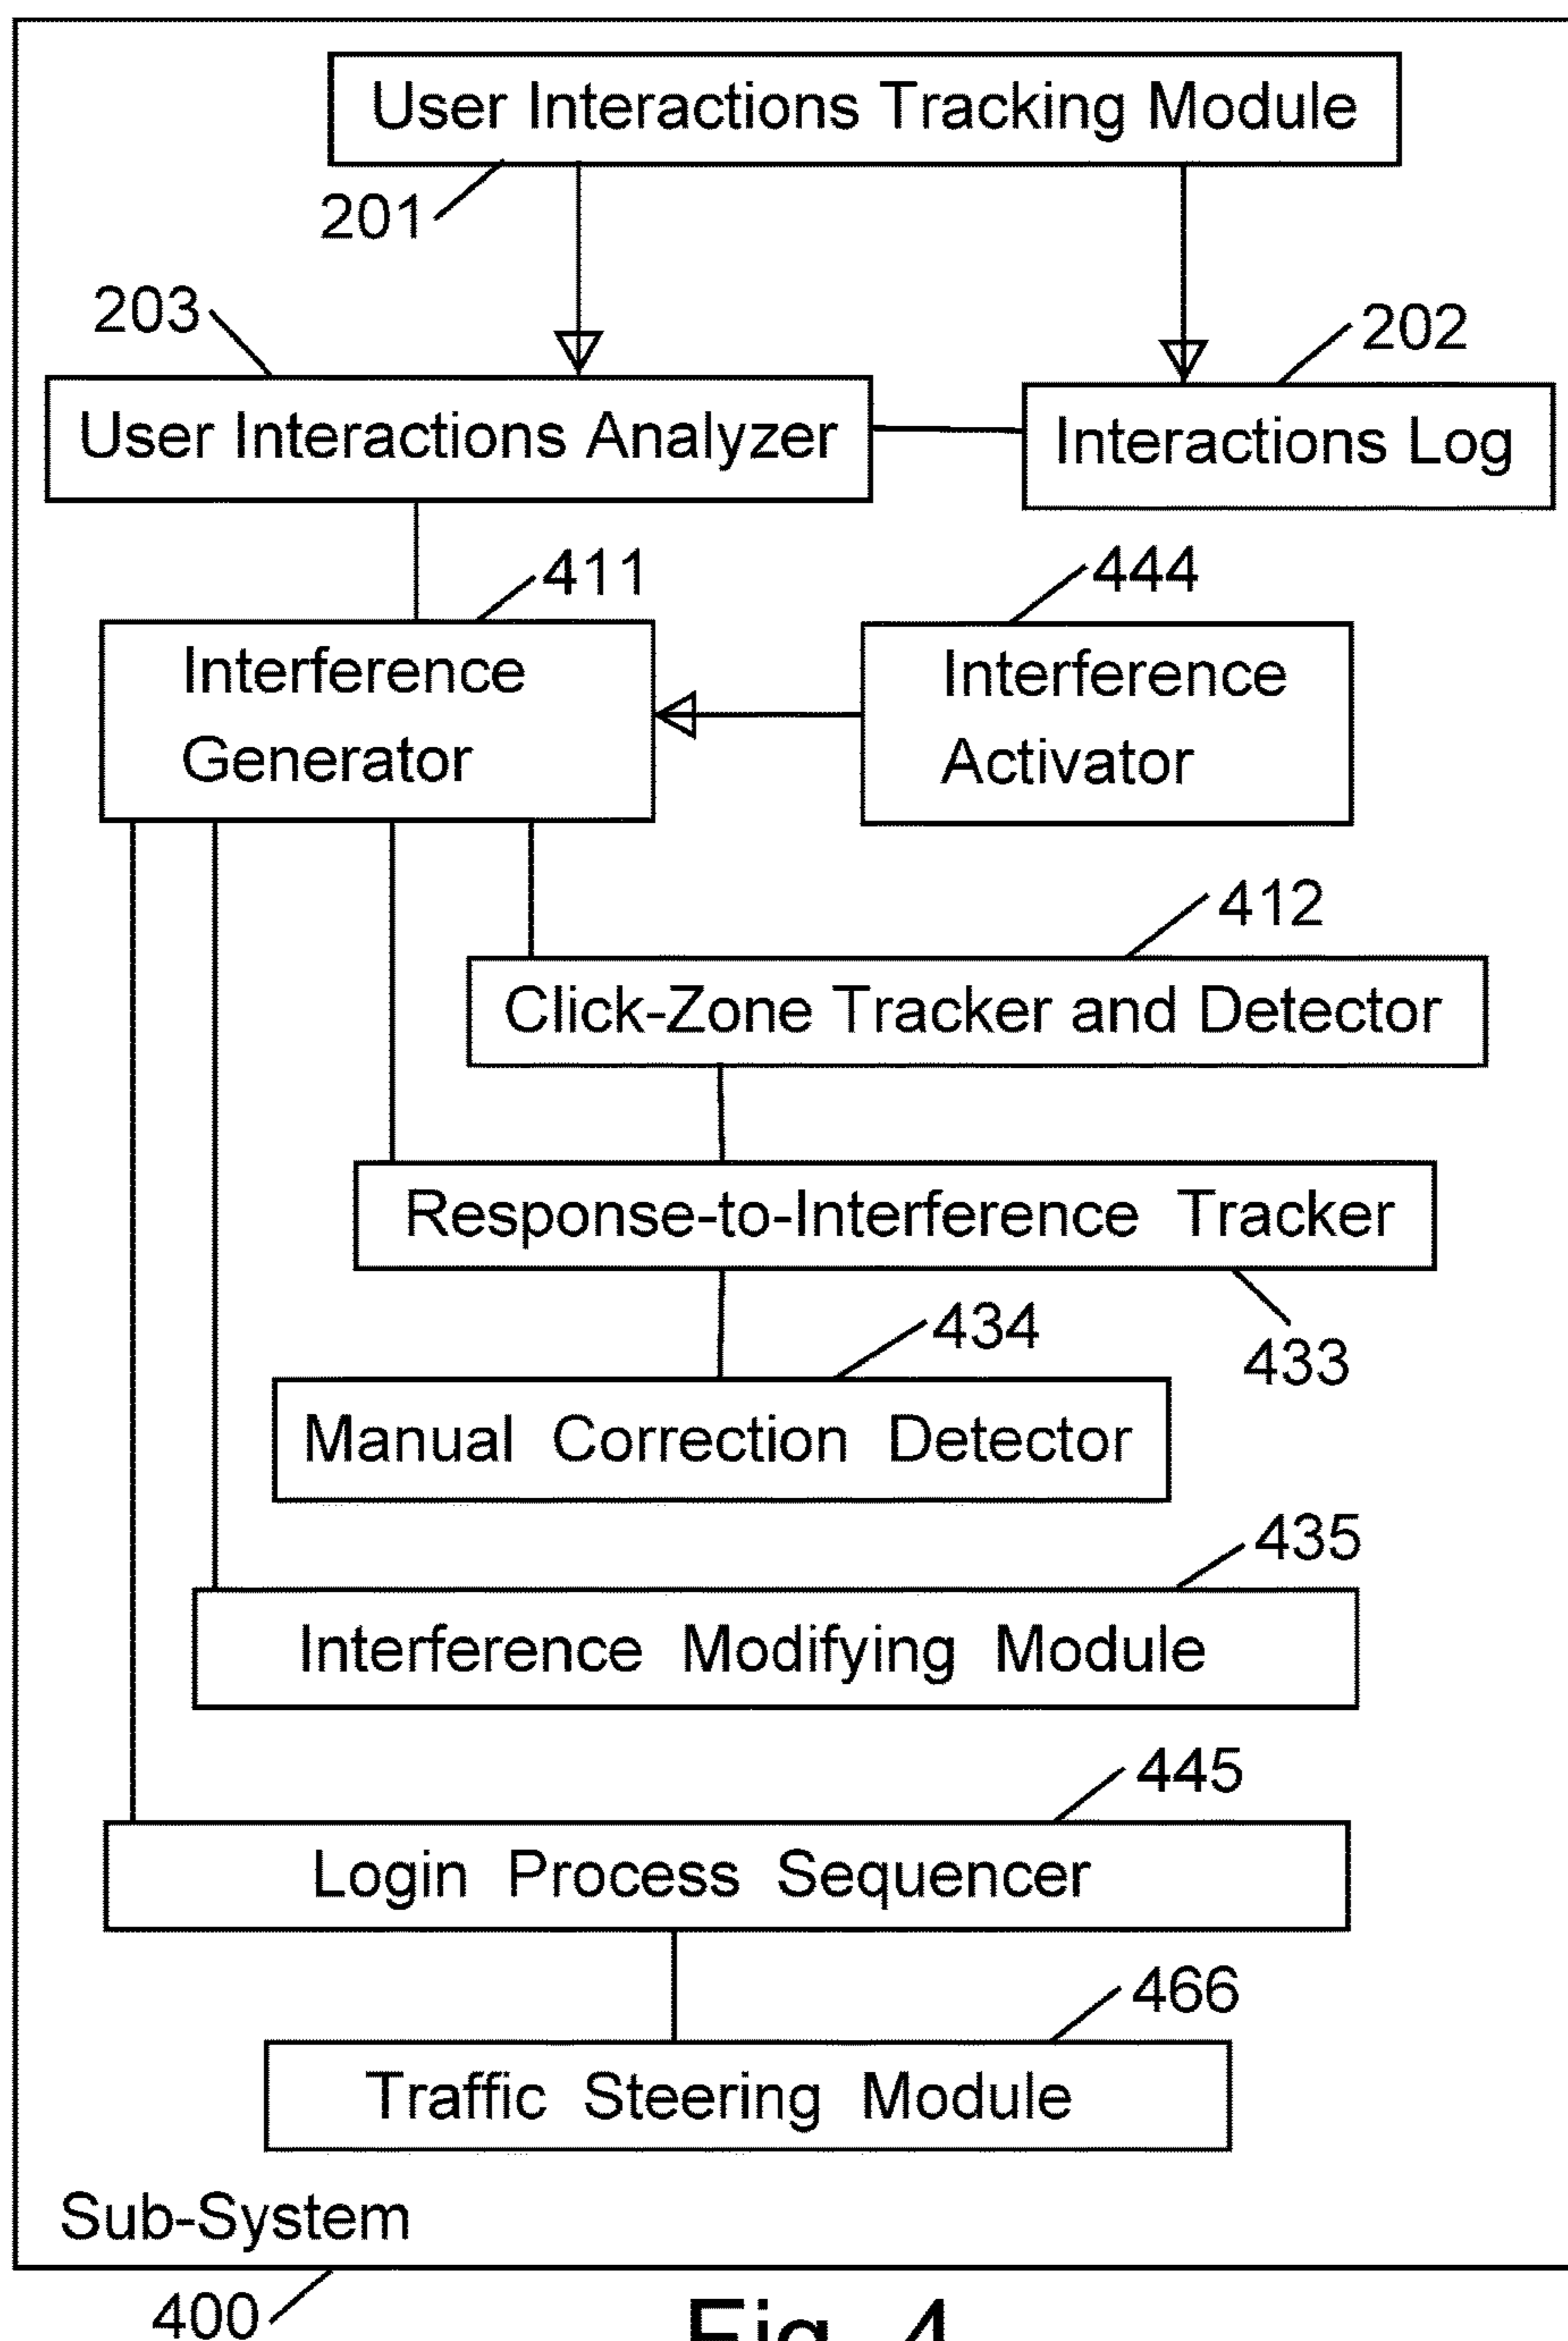 User Interactions Tracking Module
201
203
202
User Interactions Analyzer
Interactions Log
411
444
Interference
Generator
Interference
Activator
412
Click-Zone Tracker and Detector
Response-to-Interference Tracker
433
434
Manual Correction Detector
435
Interference Modifying Module
445
Login Process Sequencer
466
Traffic Steering Module
Sub-System
400
Fig. 4